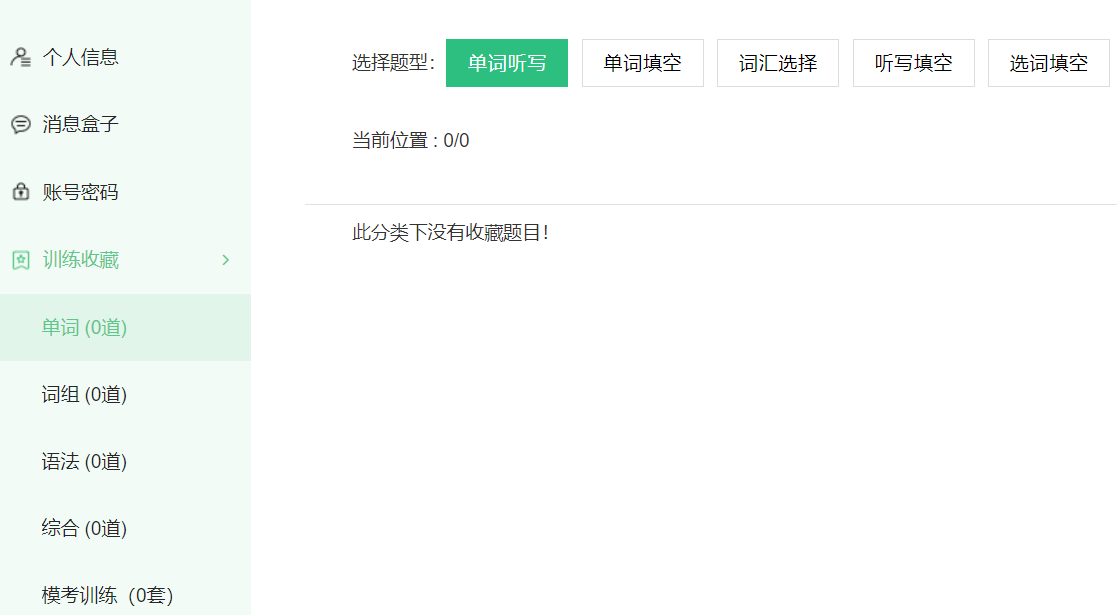 个人信息
消息盒子
账号密码
训练收藏
单词 (0道)
词组 (0道)
语法 (0道)
综合 (0道)
模考训练（0套）
选择题型： 单词听写 单词填空 词汇选择 听写填空 选词填空
当前位置 : 0/0
此分类下没有收藏题目！